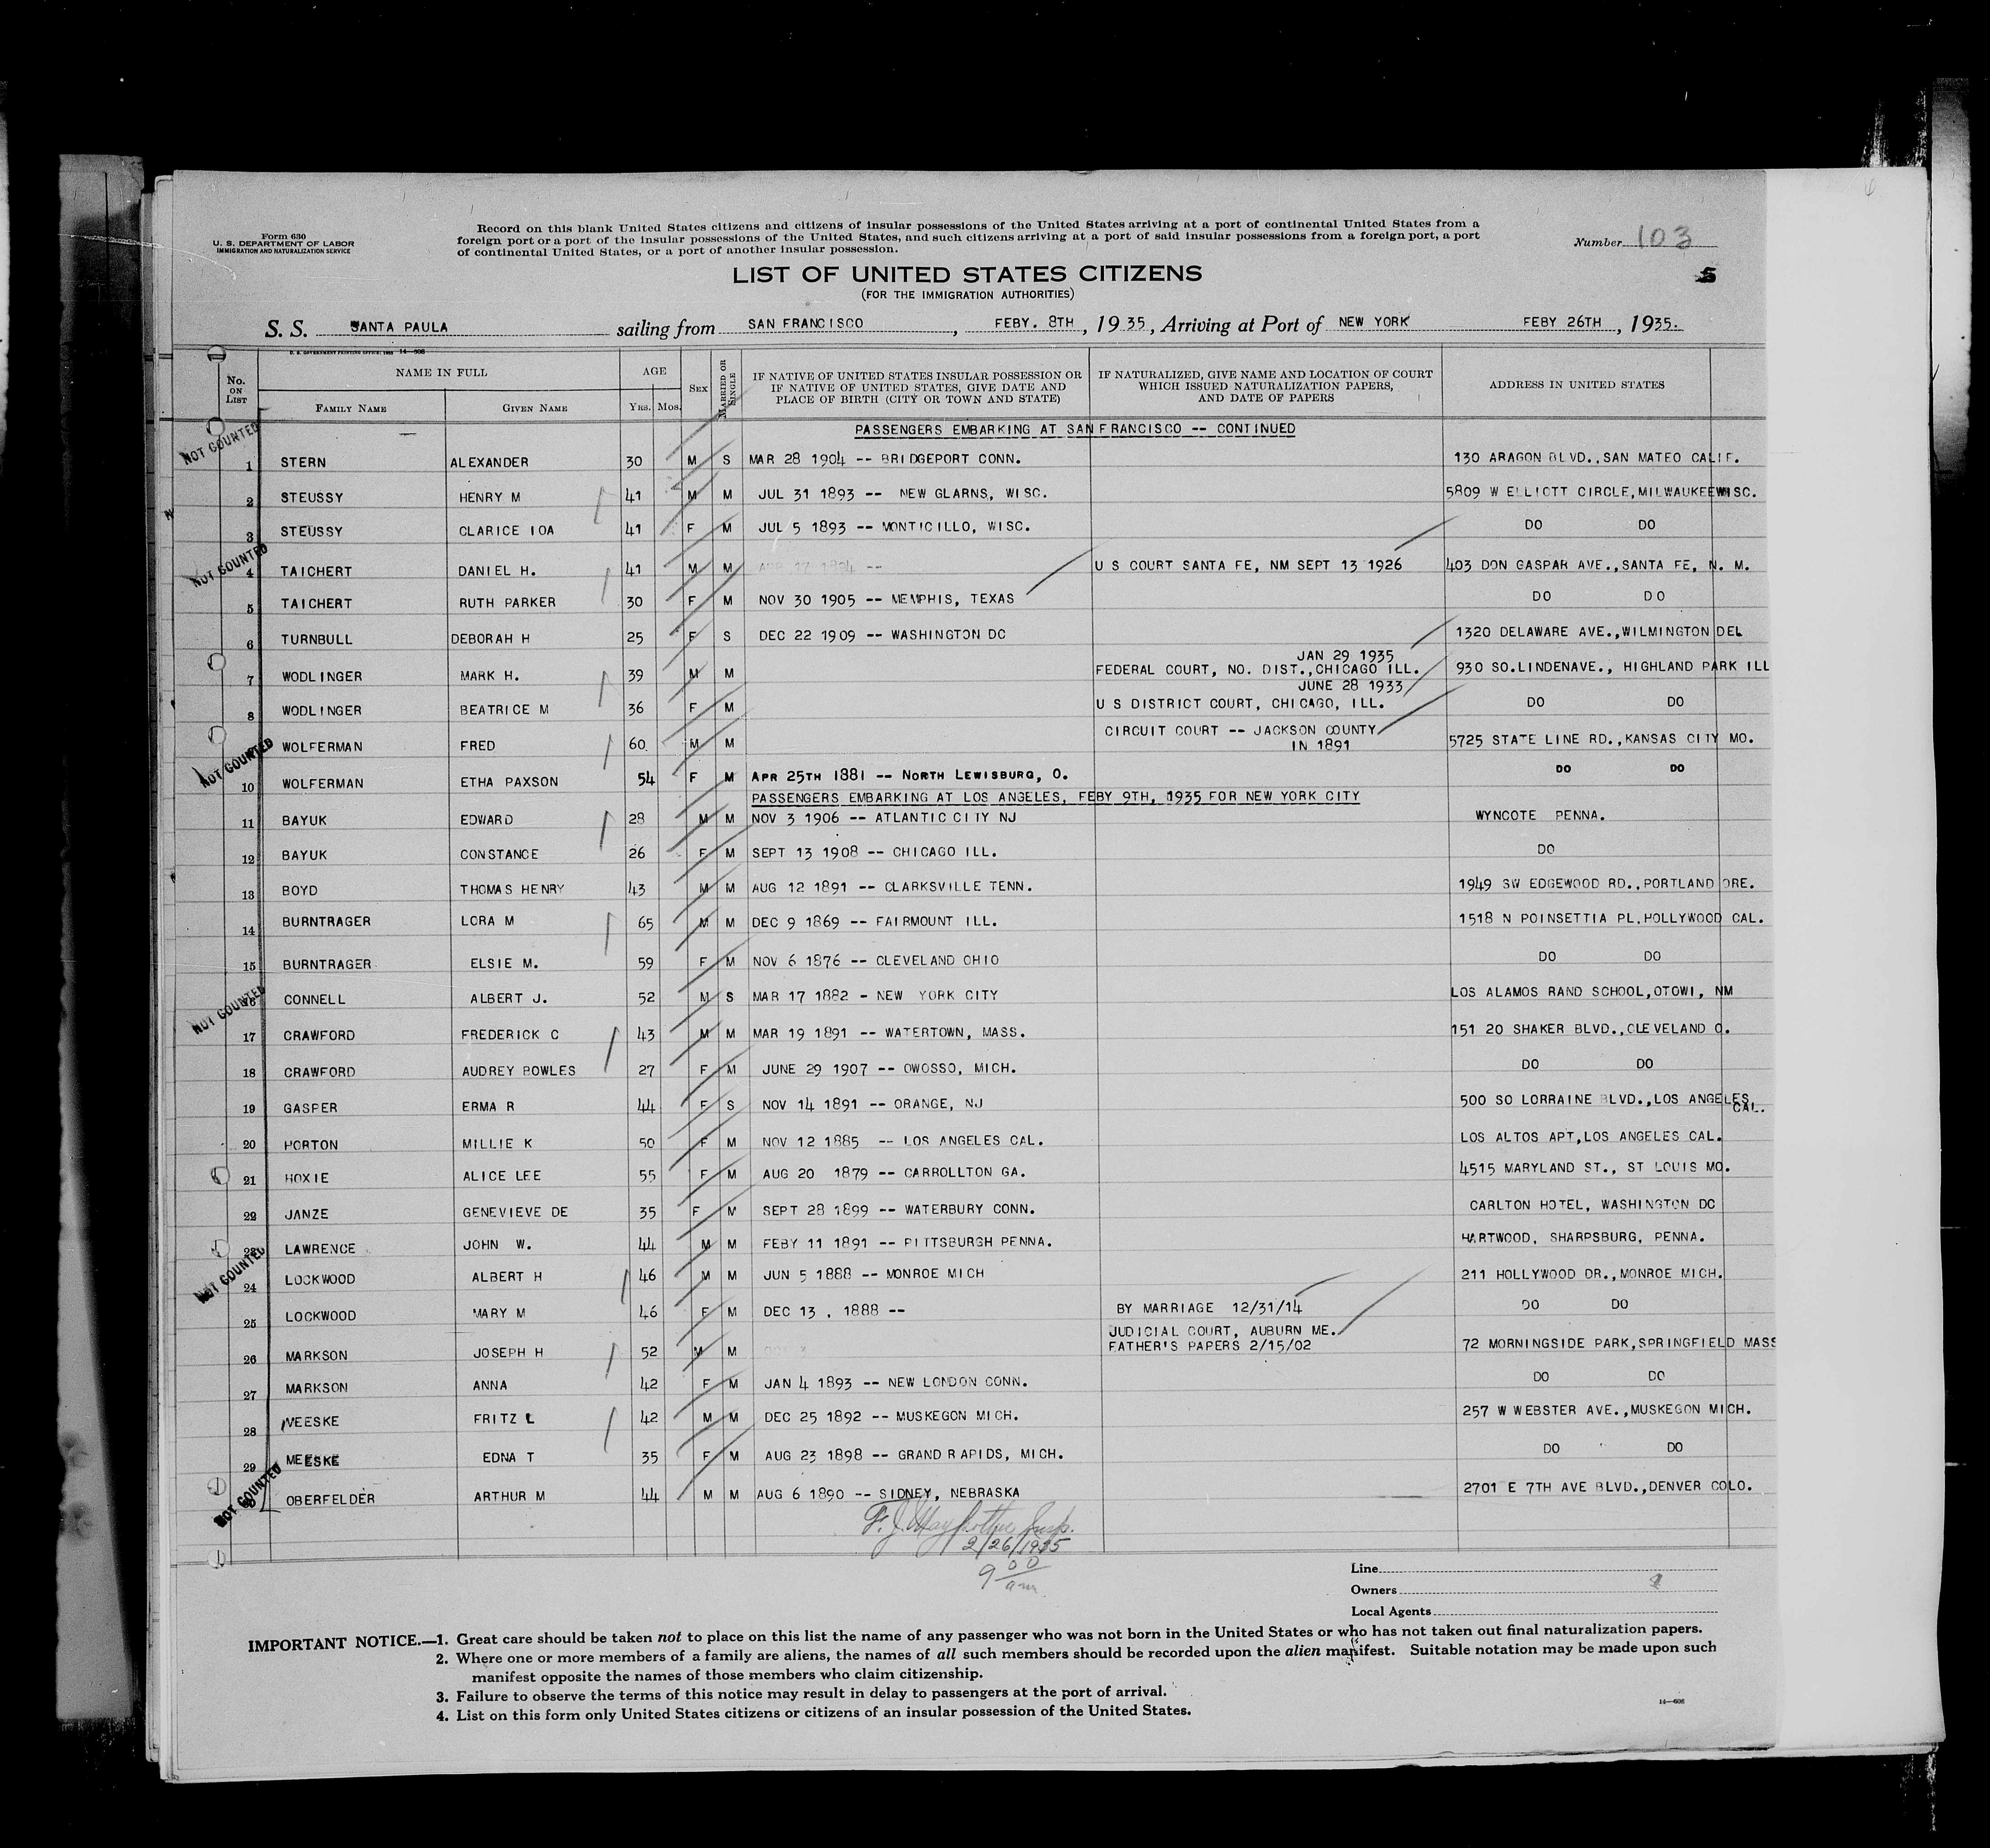 Form 630
U. S. DEPARTMENT OF LABOR
IMMIGRATION AND NATURALIZATION SERVICE
Record on this blank United States citizens and citizens of insular possessions of the United States arriving at a port of continental United States from a
foreign port or a port of the insular possessions of the United States, and such citizens arriving at a port of said insular possessions from a foreign port, a port
of continental United States, or a port of another insular possession.
Number 103
5
LIST OF UNITED STATES CITIZENS
(FOR THE IMMIGRATION AUTHORITIES)
S. S. SANTA PAULA sailing from SAN FRANCISCO, FEBY. 8TH, 1935, Arriving at Port of NEW YORK FEBY 26TH, 1935.
U. S. GOVERNMENT PRINTING OFFICE: 14—608
No. ON LIST
NAME IN FULL
FAMILY NAME GIVEN NAME
AGE
YRS. MOS.
SEX
MARRIED OR SINGLE
IF NATIVE OF UNITED STATES INSULAR POSSESSION OR
IF NATIVE OF UNITED STATES, GIVE DATE AND
PLACE OF BIRTH (CITY OR TOWN AND STATE)
IF NATURALIZED, GIVE NAME AND LOCATION OF COURT
WHICH ISSUED NATURALIZATION PAPERS,
AND DATE OF PAPERS
ADDRESS IN UNITED STATES
PASSENGERS EMBARKING AT SAN FRANCISCO -- CONTINUED
NOT COUNTED
1 STERN ALEXANDER 30 M S MAR 28 1904 -- BRIDGEPORT CONN. 130 ARAGON BLVD., SAN MATEO CALIF.
2 STEUSSY HENRY M 41 M M JUL 31 1893 -- NEW GLARNS, WISC. 5809 W ELLIOTT CIRCLE, MILWAUKEE WISC.
3 STEUSSY CLARICE IOA 41 F M JUL 5 1893 -- MONTICILLO, WISC. DO DO
NOT COUNTED
4 TAICHERT DANIEL H. 41 M M APR 17 1894 -- U S COURT SANTA FE, NM SEPT 13 1926 403 DON GASPAR AVE., SANTA FE, N. M.
5 TAICHERT RUTH PARKER 30 F M NOV 30 1905 -- MEMPHIS, TEXAS DO DO
6 TURNBULL DEBORAH H 25 F S DEC 22 1909 -- WASHINGTON DC 1320 DELAWARE AVE., WILMINGTON DEL
JAN 29 1935
7 WODLINGER MARK H. 39 M M FEDERAL COURT, NO. DIST., CHICAGO ILL. 930 SO.LINDENAVE., HIGHLAND PARK ILL
JUNE 28 1933
8 WODLINGER BEATRICE M 36 F M U S DISTRICT COURT, CHICAGO, ILL. DO DO
CIRCUIT COURT -- JACKSON COUNTY
WOLFERMAN FRED 60 M M IN 1891 5725 STATE LINE RD., KANSAS CITY MO.
NOT COUNTED
10 WOLFERMAN ETHA PAXSON 54 F M APR 25TH 1881 -- NORTH LEWISBURG, O. DO DO
PASSENGERS EMBARKING AT LOS ANGELES, FEBY 9TH, 1935 FOR NEW YORK CITY
11 BAYUK EDWARD 28 M M NOV 3 1906 -- ATLANTIC CITY NJ WYNCOTE PENNA.
12 BAYUK CONSTANCE 26 F M SEPT 13 1908 -- CHICAGO ILL. DO
13 BOYD THOMAS HENRY 43 M M AUG 12 1891 -- CLARKSVILLE TENN. 1949 SW EDGEWOOD RD., PORTLAND ORE.
14 BURNTRAGER LORA M 65 M M DEC 9 1869 -- FAIRMOUNT ILL. 1518 N POINSETTIA PL, HOLLYWOOD CAL.
15 BURNTRAGER ELSIE M. 59 F M NOV 6 1876 -- CLEVELAND OHIO DO DO
NOT COUNTED
16 CONNELL ALBERT J. 52 M S MAR 17 1882 - NEW YORK CITY LOS ALAMOS RAND SCHOOL, OTOWI, NM
17 CRAWFORD FREDERICK C 43 M M MAR 19 1891 -- WATERTOWN, MASS. 151 20 SHAKER BLVD., CLEVELAND O.
18 CRAWFORD AUDREY BOWLES 27 F M JUNE 29 1907 -- OWOSSO, MICH. DO DO
19 GASPER ERMA R 44 F S NOV 14 1891 -- ORANGE, NJ 500 SO LORRAINE BLVD., LOS ANGELES, CAL.
20 HORTON MILLIE K 50 F M NOV 12 1885 -- LOS ANGELES CAL. LOS ALTOS APT, LOS ANGELES CAL.
21 HOXIE ALICE LEE 55 F M AUG 20 1879 -- CARROLLTON GA. 4515 MARYLAND ST., ST LOUIS MO.
22 JANZE GENEVIEVE DE 35 F M SEPT 28 1899 -- WATERBURY CONN. CARLTON HOTEL, WASHINGTON DC
23 LAWRENCE JOHN W. 44 M M FEBY 11 1891 -- PITTSBURGH PENNA. HARTWOOD, SHARPSBURG, PENNA.
NOT COUNTED
24 LOCKWOOD ALBERT H 46 M M JUN 5 1888 -- MONROE MICH 211 HOLLYWOOD DR., MONROE MICH.
25 LOCKWOOD MARY M 46 F M DEC 13, 1888 -- BY MARRIAGE 12/31/14 DO DO
JUDICIAL COURT, AUBURN ME.
26 MARKSON JOSEPH H 52 M M FATHER'S PAPERS 2/15/02 72 MORNINGSIDE PARK, SPRINGFIELD MASS
27 MARKSON ANNA 42 F M JAN 4 1893 -- NEW LONDON CONN. DO DO
28 MEESKE FRITZ L 42 M M DEC 25 1892 -- MUSKEGON MICH. 257 W WEBSTER AVE., MUSKEGON MICH.
29 MEESKE EDNA T 35 F M AUG 23 1898 -- GRAND RAPIDS, MICH. DO DO
NOT COUNTED
OBERFELDER ARTHUR M 44 M M AUG 6 1890 -- SIDNEY, NEBRASKA 2701 E 7TH AVE BLVD., DENVER COLO.
2/26/1935
9 00 am
Line
Owners
Local Agents
IMPORTANT NOTICE.—1. Great care should be taken not to place on this list the name of any passenger who was not born in the United States or who has not taken out final naturalization papers.
2. Where one or more members of a family are aliens, the names of all such members should be recorded upon the alien manifest. Suitable notation may be made upon such
manifest opposite the names of those members who claim citizenship.
3. Failure to observe the terms of this notice may result in delay to passengers at the port of arrival.
4. List on this form only United States citizens or citizens of an insular possession of the United States.
14—608